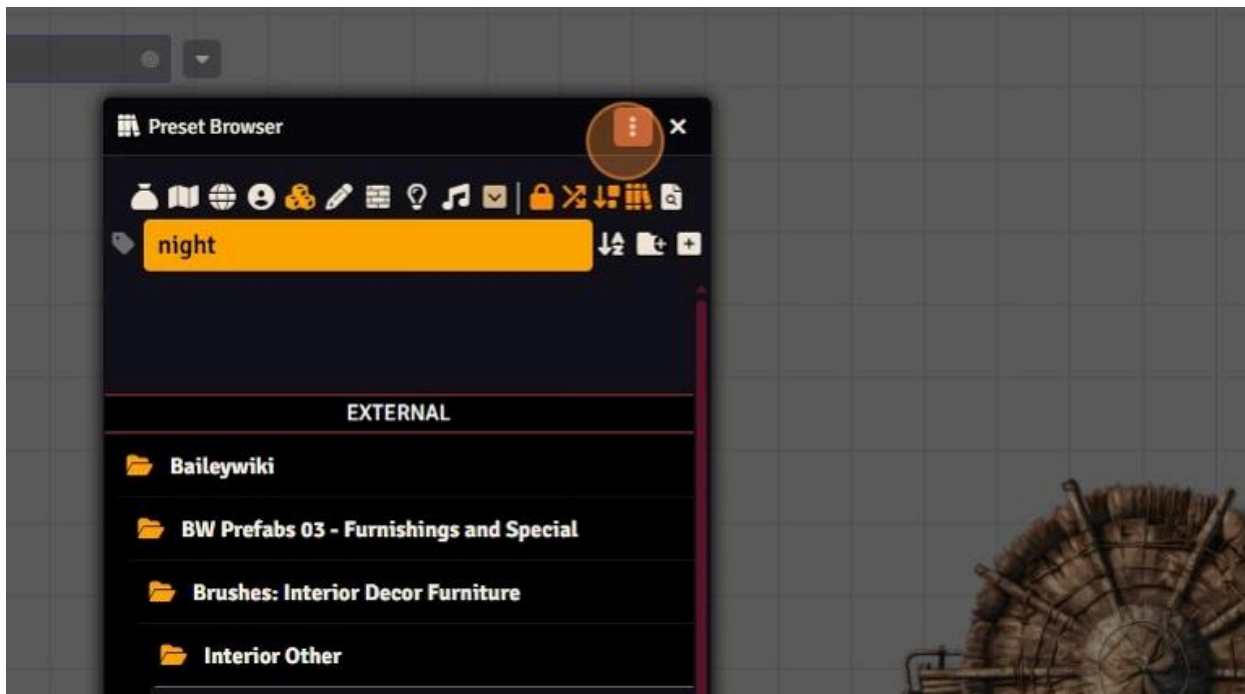 Preset Browser
night
EXTERNAL
Baileywiki
BW Prefabs 03 - Furnishings and Special
Brushes: Interior Decor Furniture
Interior Other